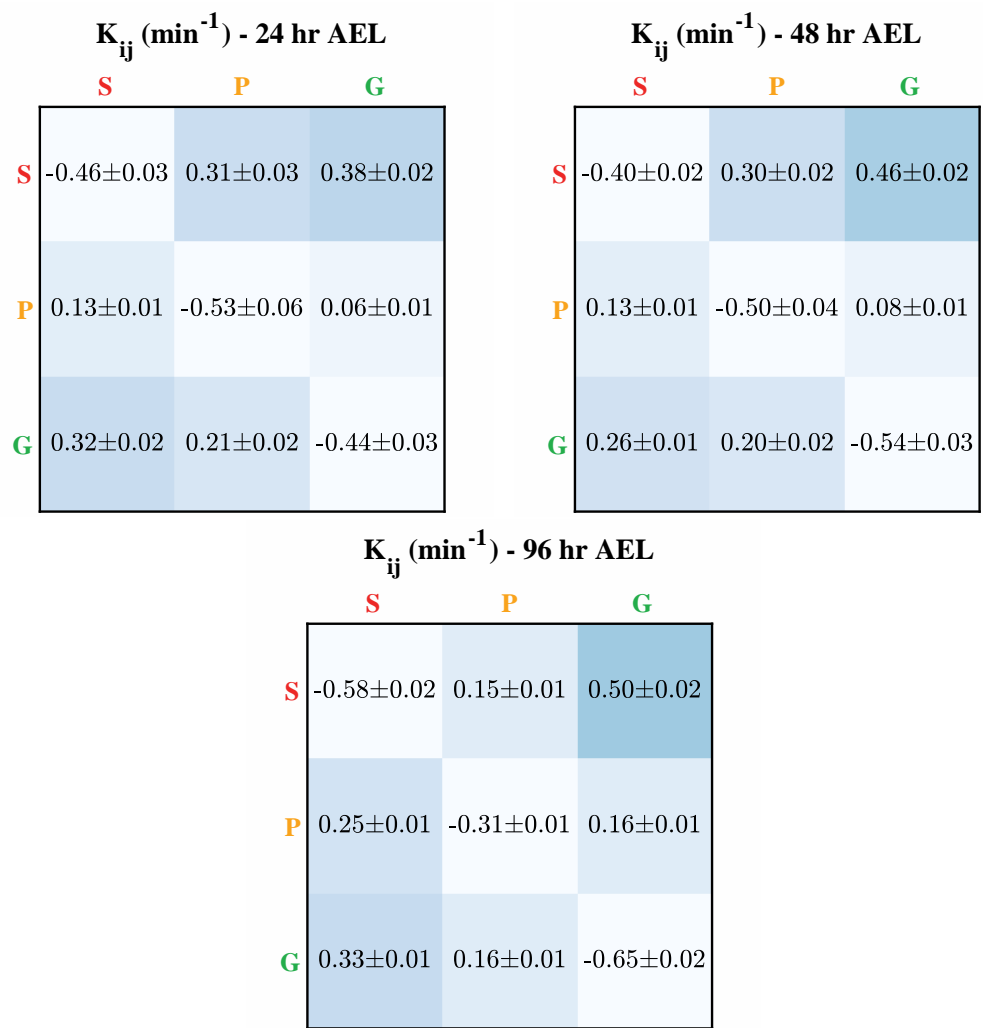 K_ij (min^-1) - 24 hr AEL
S P G
S -0.46±0.03 0.31±0.03 0.38±0.02
P 0.13±0.01 -0.53±0.06 0.06±0.01
G 0.32±0.02 0.21±0.02 -0.44±0.03
K_ij (min^-1) - 48 hr AEL
S P G
S -0.40±0.02 0.30±0.02 0.46±0.02
P 0.13±0.01 -0.50±0.04 0.08±0.01
G 0.26±0.01 0.20±0.02 -0.54±0.03
K_ij (min^-1) - 96 hr AEL
S P G
S -0.58±0.02 0.15±0.01 0.50±0.02
P 0.25±0.01 -0.31±0.01 0.16±0.01
G 0.33±0.01 0.16±0.01 -0.65±0.02